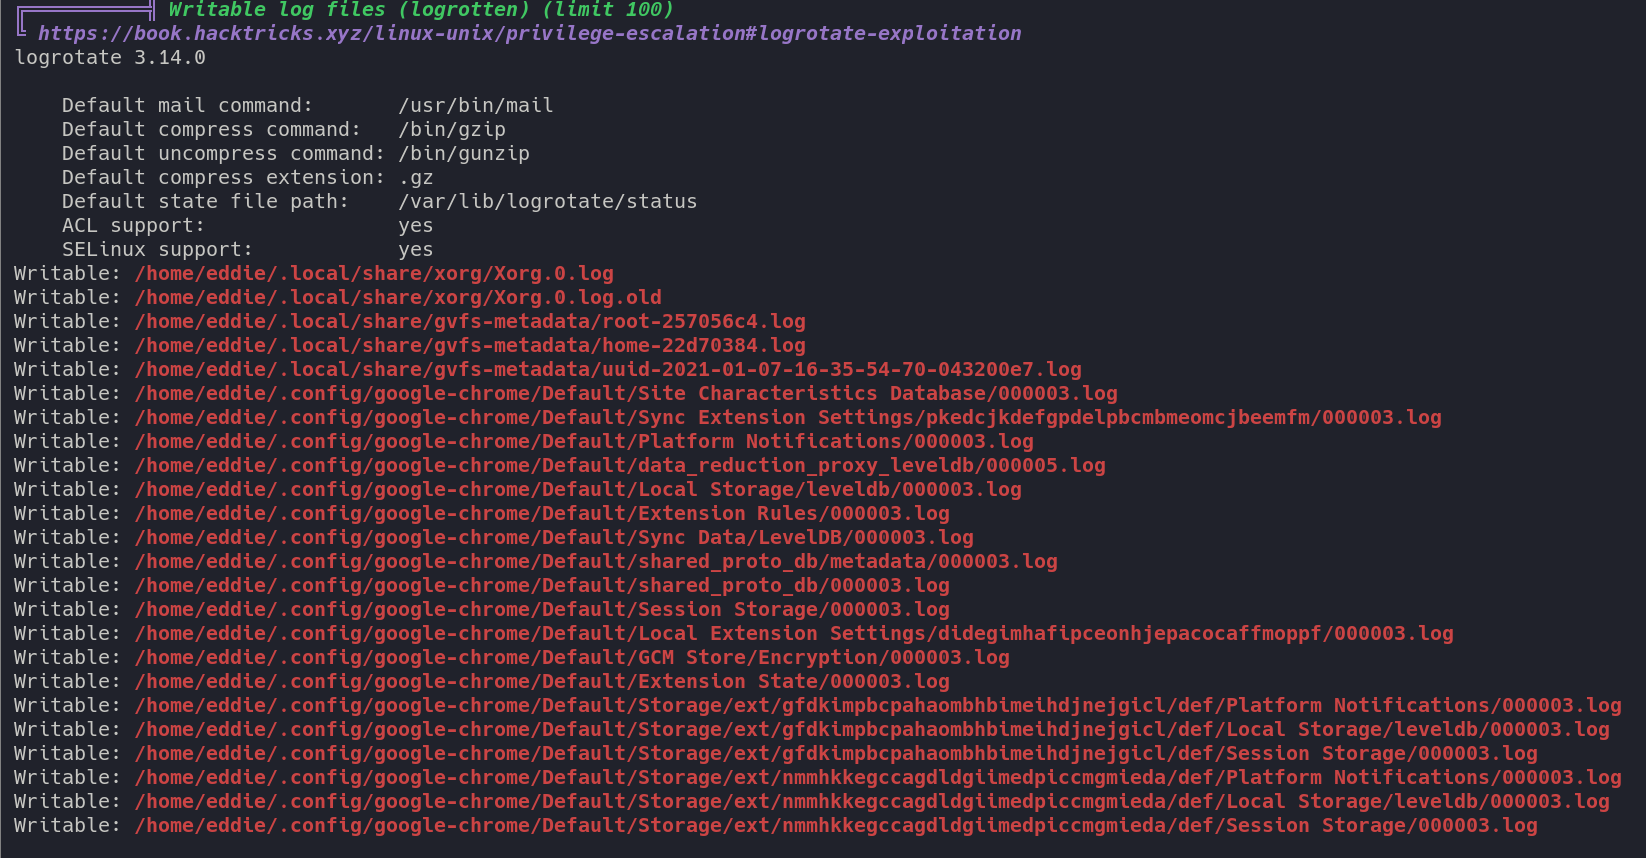 Writable log files (logrotten) (limit 100)
https://book.hacktricks.xyz/linux-unix/privilege-escalation#logrotate-exploitation
logrotate 3.14.0
Default mail command:       /usr/bin/mail
Default compress command:   /bin/gzip
Default uncompress command: /bin/gunzip
Default compress extension: .gz
Default state file path:    /var/lib/logrotate/status
ACL support:                yes
SELinux support:            yes
Writable: /home/eddie/.local/share/xorg/Xorg.0.log
Writable: /home/eddie/.local/share/xorg/Xorg.0.log.old
Writable: /home/eddie/.local/share/gvfs-metadata/root-257056c4.log
Writable: /home/eddie/.local/share/gvfs-metadata/home-22d70384.log
Writable: /home/eddie/.local/share/gvfs-metadata/uuid-2021-01-07-16-35-54-70-043200e7.log
Writable: /home/eddie/.config/google-chrome/Default/Site Characteristics Database/000003.log
Writable: /home/eddie/.config/google-chrome/Default/Sync Extension Settings/pkedcjkdefgpdelpbcmbmeomcjbeemfm/000003.log
Writable: /home/eddie/.config/google-chrome/Default/Platform Notifications/000003.log
Writable: /home/eddie/.config/google-chrome/Default/data_reduction_proxy_leveldb/000005.log
Writable: /home/eddie/.config/google-chrome/Default/Local Storage/leveldb/000003.log
Writable: /home/eddie/.config/google-chrome/Default/Extension Rules/000003.log
Writable: /home/eddie/.config/google-chrome/Default/Sync Data/LevelDB/000003.log
Writable: /home/eddie/.config/google-chrome/Default/shared_proto_db/metadata/000003.log
Writable: /home/eddie/.config/google-chrome/Default/shared_proto_db/000003.log
Writable: /home/eddie/.config/google-chrome/Default/Session Storage/000003.log
Writable: /home/eddie/.config/google-chrome/Default/Local Extension Settings/didegimhafipceonhjepacocaffmoppf/000003.log
Writable: /home/eddie/.config/google-chrome/Default/GCM Store/Encryption/000003.log
Writable: /home/eddie/.config/google-chrome/Default/Extension State/000003.log
Writable: /home/eddie/.config/google-chrome/Default/Storage/ext/gfdkimpbcpahaombhbimeihdjnejgicl/def/Platform Notifications/000003.log
Writable: /home/eddie/.config/google-chrome/Default/Storage/ext/gfdkimpbcpahaombhbimeihdjnejgicl/def/Local Storage/leveldb/000003.log
Writable: /home/eddie/.config/google-chrome/Default/Storage/ext/gfdkimpbcpahaombhbimeihdjnejgicl/def/Session Storage/000003.log
Writable: /home/eddie/.config/google-chrome/Default/Storage/ext/nmmhkkegccagdldgiimedpiccmgmieda/def/Platform Notifications/000003.log
Writable: /home/eddie/.config/google-chrome/Default/Storage/ext/nmmhkkegccagdldgiimedpiccmgmieda/def/Local Storage/leveldb/000003.log
Writable: /home/eddie/.config/google-chrome/Default/Storage/ext/nmmhkkegccagdldgiimedpiccmgmieda/def/Session Storage/000003.log